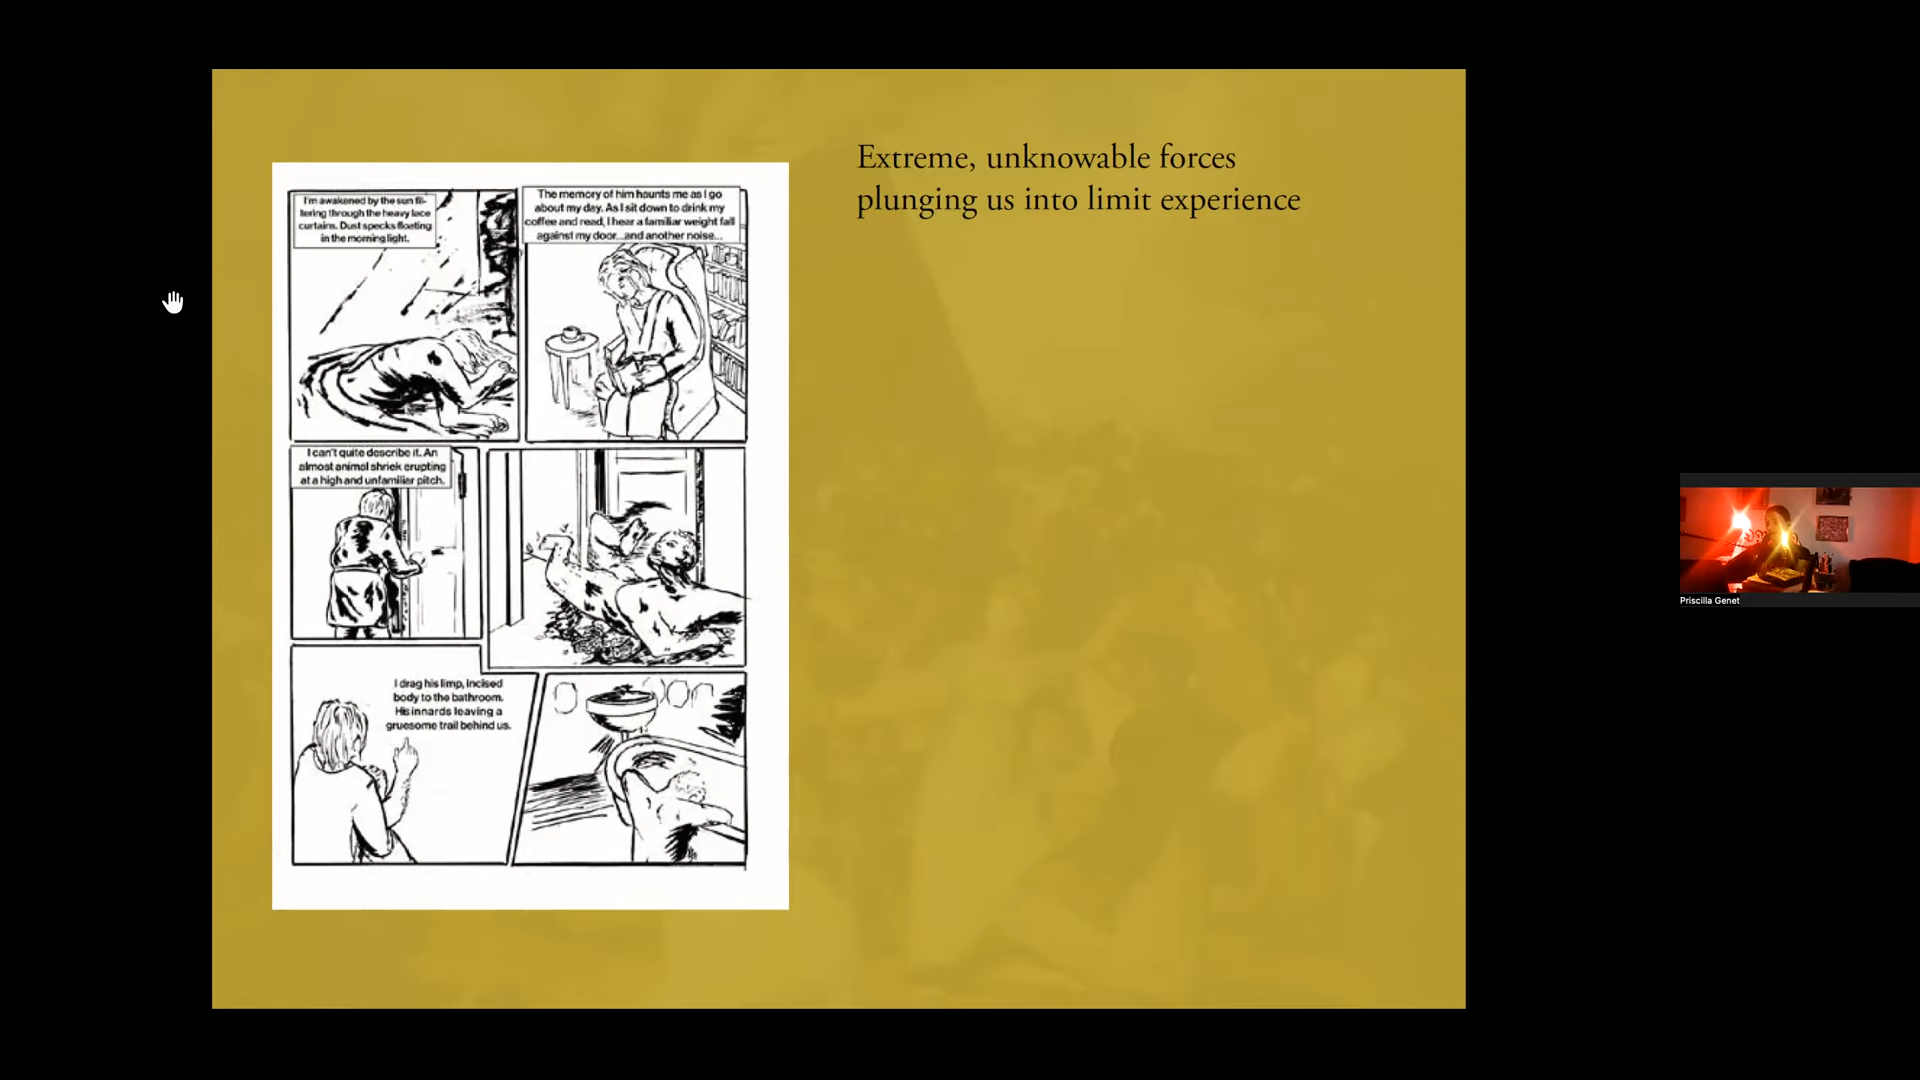 Extreme, unknowable forces
plunging us into limit experience
I'm awakened by the sun fil-
tering through the heavy lace
curtains. Dust specks floating
in the morning light.
The memory of him haunts me as I go
about my day. As I sit down to drink my
coffee and read, I hear a familiar weight fall
against my door...and another noise...
I can't quite describe it. An
almost animal shriek erupting
at a high and unfamiliar pitch.
I drag his limp, incised
body to the bathroom.
His innards leaving a
gruesome trail behind us.
Priscilla Genet